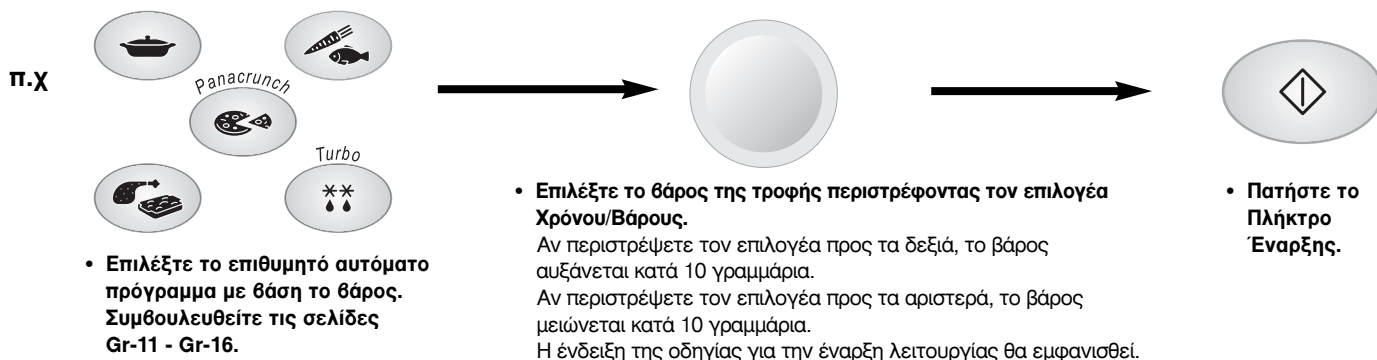 π.χ
Panacrunch
Turbo
• Επιλέξτε το επιθυμητό αυτόματο
πρόγραμμα με βάση το βάρος.
Συμβουλευθείτε τις σελίδες
Gr-11 - Gr-16.
• Επιλέξτε το βάρος της τροφής περιστρέφοντας τον επιλογέα
Χρόνου/Βάρους.
Αν περιστρέψετε τον επιλογέα προς τα δεξιά, το βάρος
αυξάνεται κατά 10 γραμμάρια.
Αν περιστρέψετε τον επιλογέα προς τα αριστερά, το βάρος
μειώνεται κατά 10 γραμμάρια.
Η ένδειξη της οδηγίας για την έναρξη λειτουργίας θα εμφανισθεί.
• Πατήστε το
Πλήκτρο
Έναρξης.